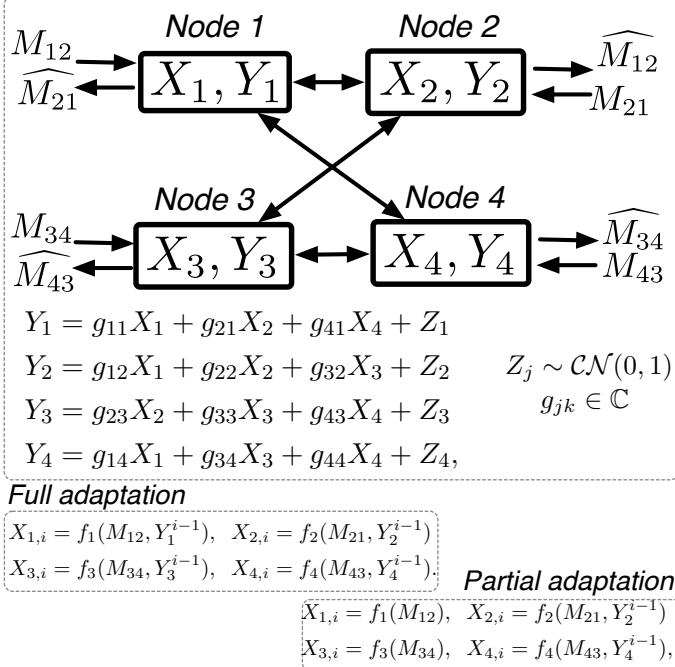 Node 1 Node 2
M_{12} X_1, Y_1 X_2, Y_2 \widehat{M_{12}}
\widehat{M_{21}} M_{21}
Node 3 Node 4
M_{34} X_3, Y_3 X_4, Y_4 \widehat{M_{34}}
\widehat{M_{43}} M_{43}
Y_1 = g_{11}X_1 + g_{21}X_2 + g_{41}X_4 + Z_1
Y_2 = g_{12}X_1 + g_{22}X_2 + g_{32}X_3 + Z_2 Z_j ∼ \mathcal{CN}(0, 1)
Y_3 = g_{23}X_2 + g_{33}X_3 + g_{43}X_4 + Z_3 g_{jk} ∈ ℂ
Y_4 = g_{14}X_1 + g_{34}X_3 + g_{44}X_4 + Z_4,
Full adaptation
X_{1,i} = f_1(M_{12}, Y_1^{i-1}), X_{2,i} = f_2(M_{21}, Y_2^{i-1})
X_{3,i} = f_3(M_{34}, Y_3^{i-1}), X_{4,i} = f_4(M_{43}, Y_4^{i-1}).
Partial adaptation
X_{1,i} = f_1(M_{12}), X_{2,i} = f_2(M_{21}, Y_2^{i-1})
X_{3,i} = f_3(M_{34}), X_{4,i} = f_4(M_{43}, Y_4^{i-1}),